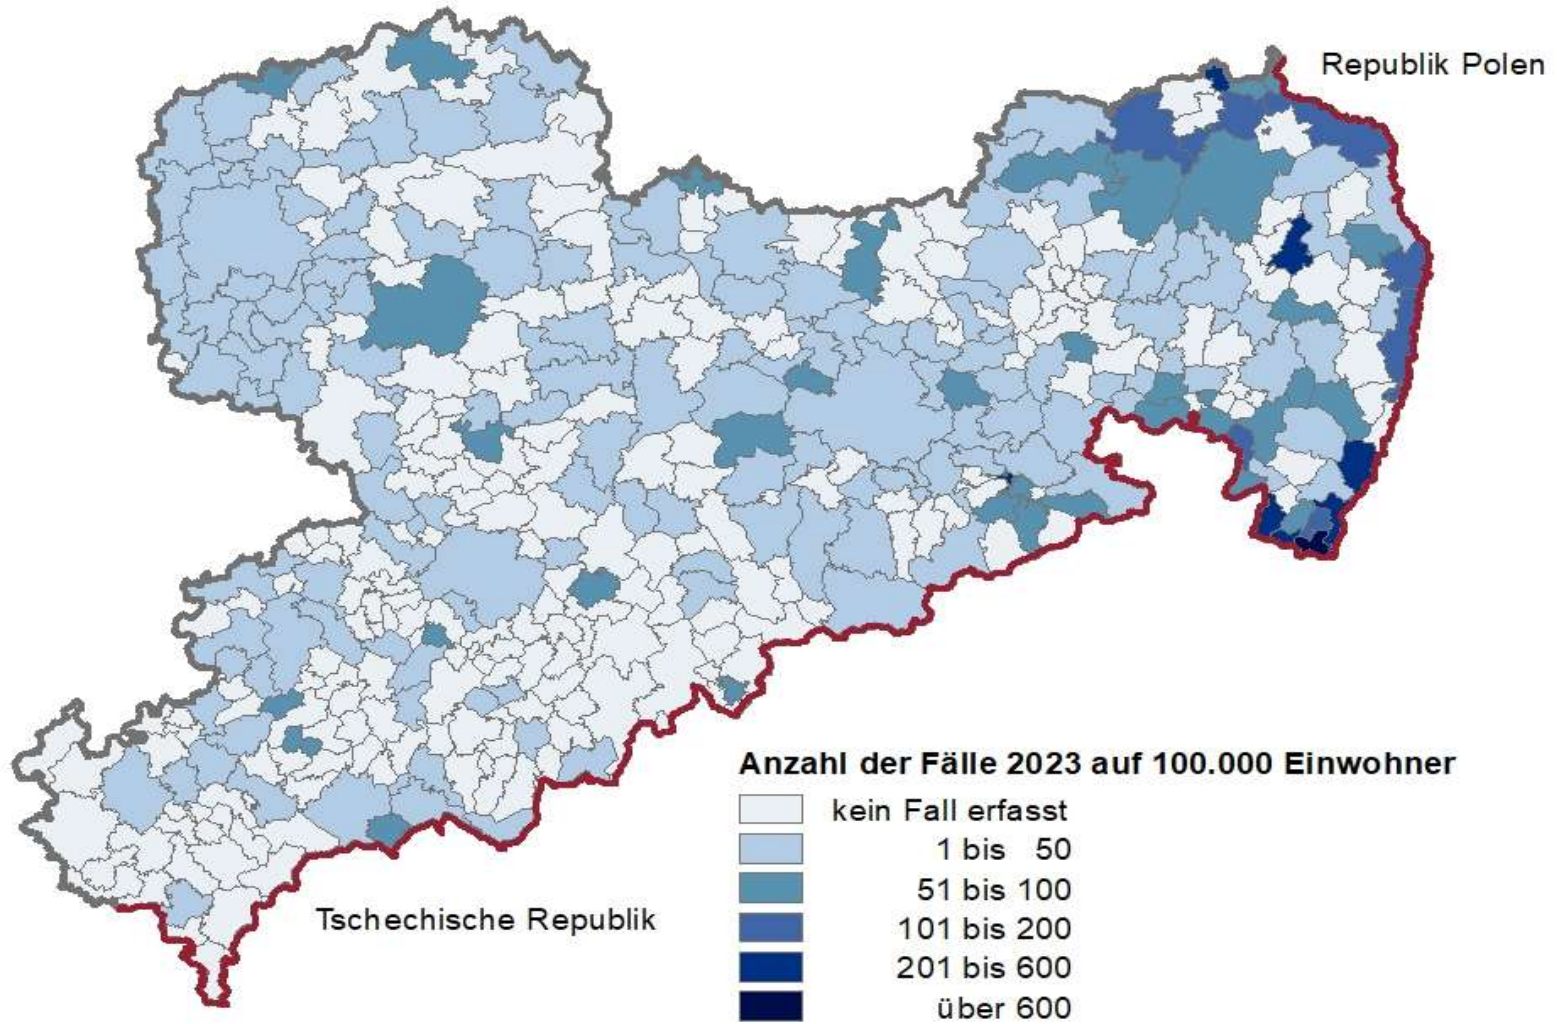 Republik Polen
Anzahl der Fälle 2023 auf 100.000 Einwohner
kein Fall erfasst
1 bis 50
51 bis 100
Tschechische Republik
101 bis 200
201 bis 600
über 600